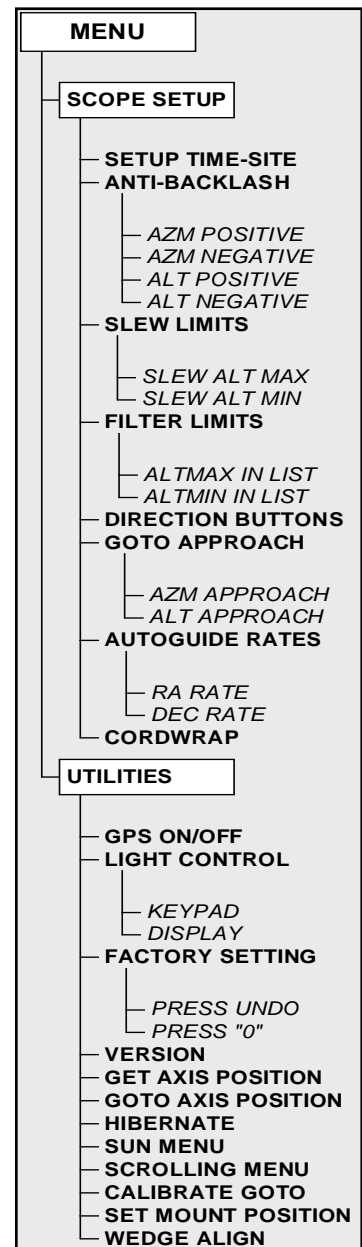 MENU
SCOPE SETUP
SETUP TIME-SITE
ANTI-BACKLASH
AZM POSITIVE
AZM NEGATIVE
ALT POSITIVE
ALT NEGATIVE
SLEW LIMITS
SLEW ALT MAX
SLEW ALT MIN
FILTER LIMITS
ALTMAX IN LIST
ALTMIN IN LIST
DIRECTION BUTTONS
GOTO APPROACH
AZM APPROACH
ALT APPROACH
AUTOGUIDE RATES
RA RATE
DEC RATE
CORDWRAP
UTILITIES
GPS ON/OFF
LIGHT CONTROL
KEYPAD
DISPLAY
FACTORY SETTING
PRESS UNDO
PRESS "0"
VERSION
GET AXIS POSITION
GOTO AXIS POSITION
HIBERNATE
SUN MENU
SCROLLING MENU
CALIBRATE GOTO
SET MOUNT POSITION
WEDGE ALIGN